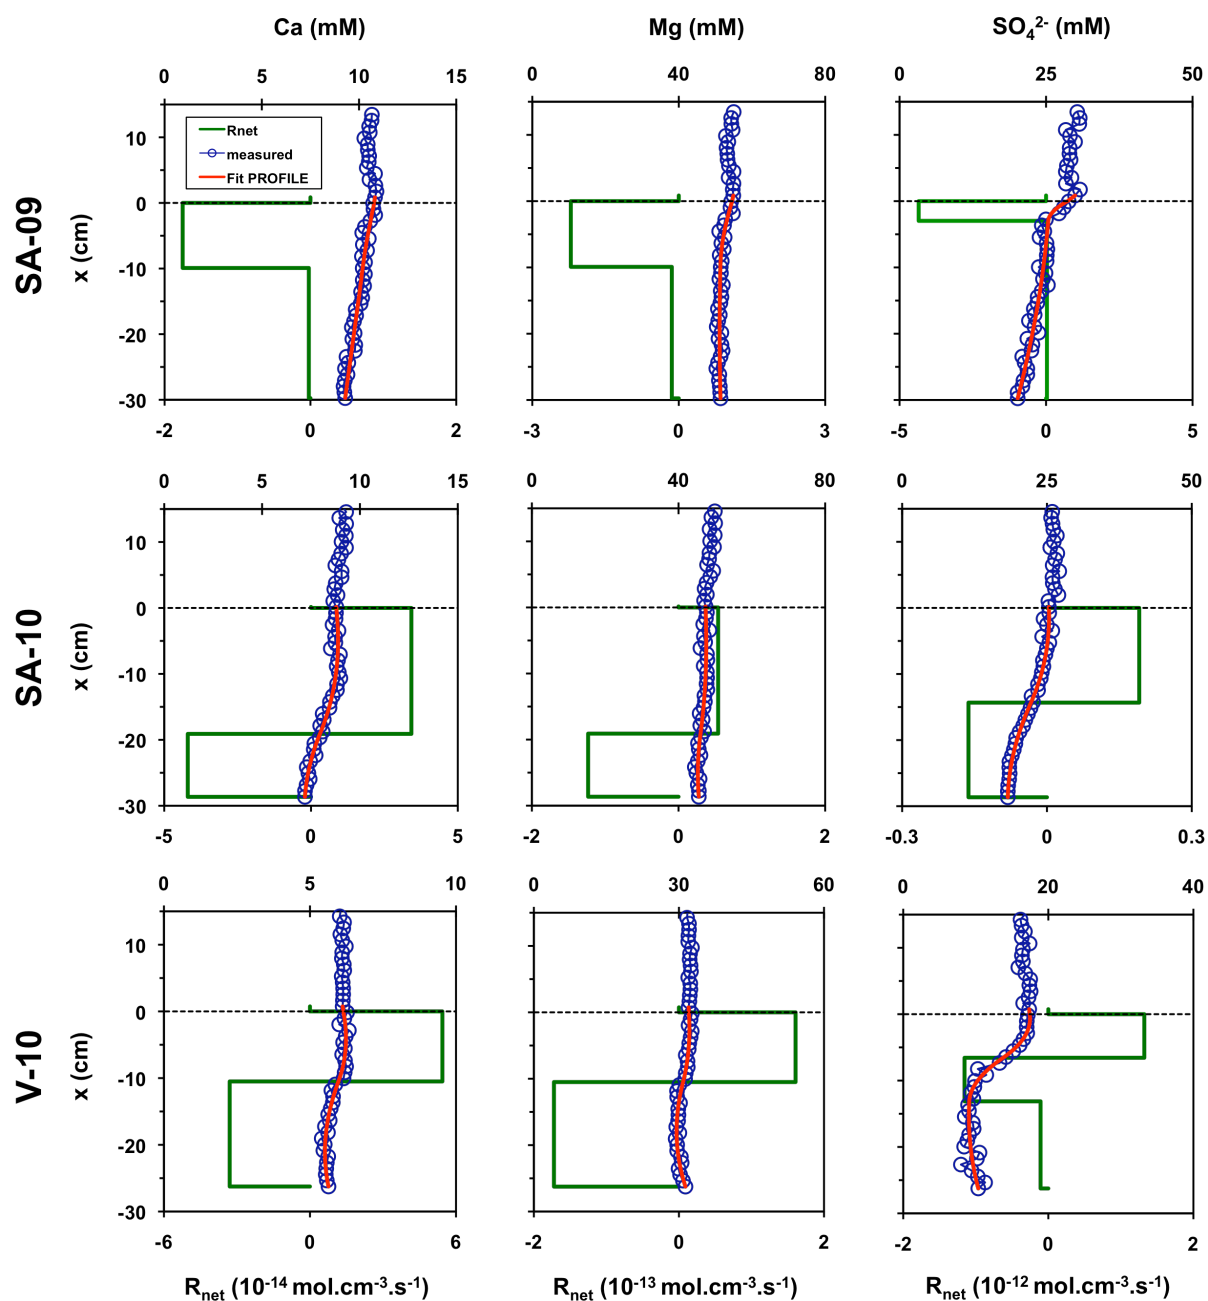 Ca (mM) Mg (mM) SO₄²⁻ (mM)
0 5 10 15 0 40 80 0 25 50
SA-09
x (cm)
10
0
-10
-20
-30
Rnet
measured
Fit PROFILE
-2 0 2 -3 0 3 -5 0 5
0 5 10 15 0 40 80 0 25 50
SA-10
x (cm)
10
0
-10
-20
-30
-5 0 5 -2 0 2 -0.3 0 0.3
0 5 10 0 30 60 0 20 40
V-10
x (cm)
10
0
-10
-20
-30
-6 0 6 -2 0 2 -2 0 2
Rnet (10⁻¹⁴ mol.cm⁻³.s⁻¹) Rnet (10⁻¹³ mol.cm⁻³.s⁻¹) Rnet (10⁻¹² mol.cm⁻³.s⁻¹)